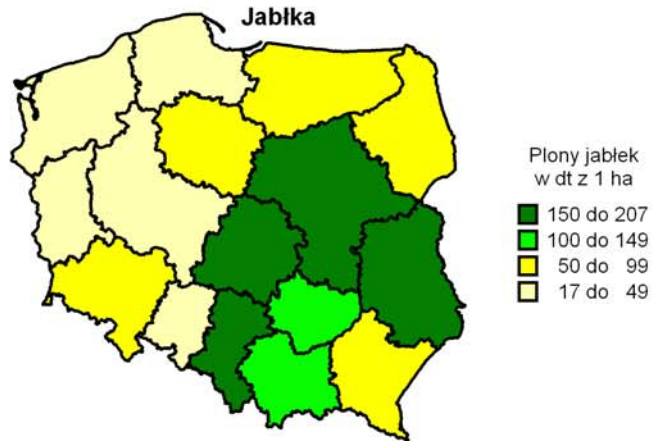 Jabłka
Plony jabłek
w dt z 1 ha
150 do 207
100 do 149
50 do 99
17 do 49